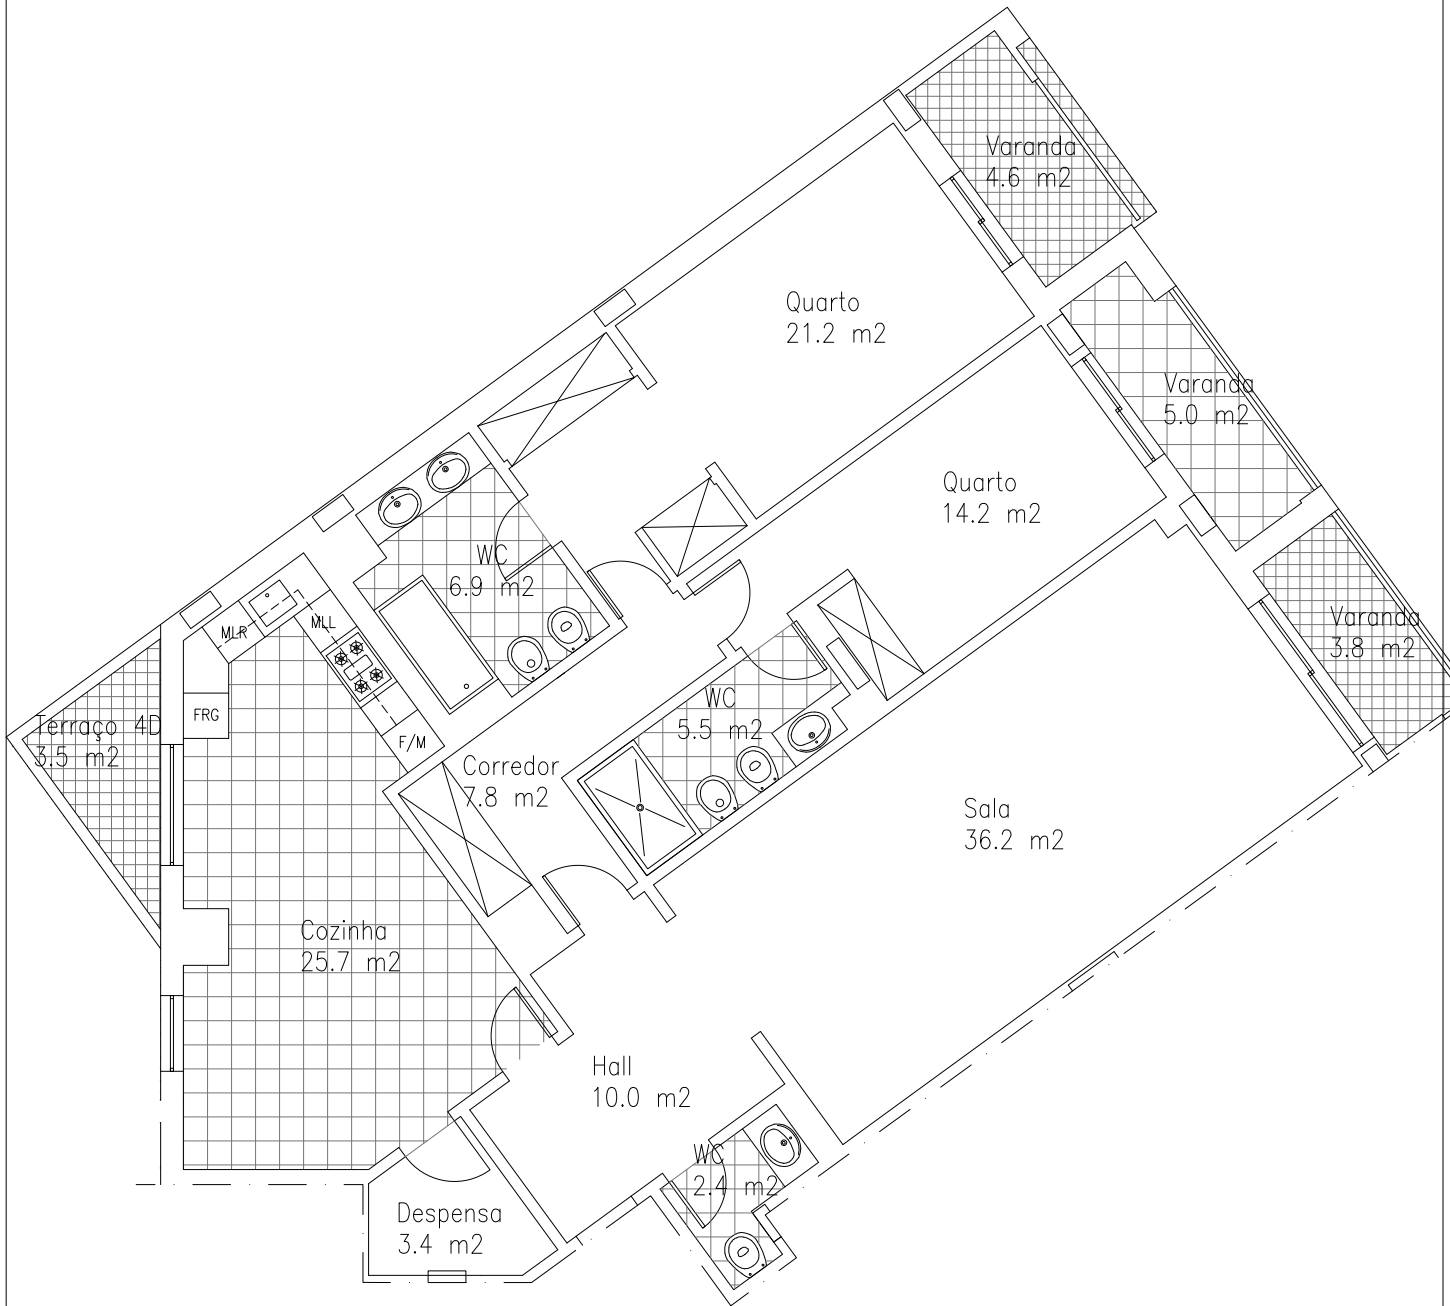 Varanda
4.6 m2
Quarto
21.2 m2
Varanda
5.0 m2
Quarto
14.2 m2
WC
6.9 m2
MLL
MLR
Varanda
3.8 m2
WC
5.5 m2
FRG
Terraço 4D
3.5 m2
F/M
Corredor
7.8 m2
Sala
36.2 m2
Cozinha
25.7 m2
Hall
10.0 m2
WC
2.4 m2
Despensa
3.4 m2